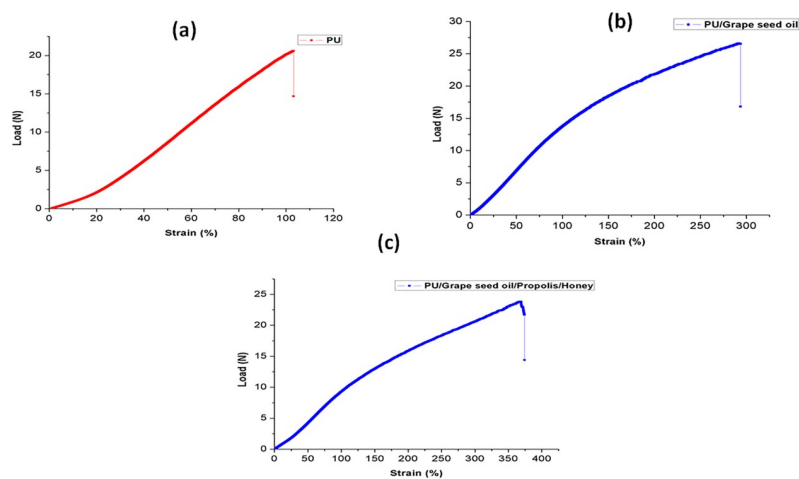 (a)
PU
20
15
10
5
0
Load (N)
0 20 40 60 80 100 120
Strain (%)
(b)
PU/Grape seed oil
30
25
20
15
10
5
0
Load (N)
0 50 100 150 200 250 300
Strain (%)
(c)
PU/Grape seed oil/Propolis/Honey
25
20
15
10
5
0
Load (N)
0 50 100 150 200 250 300 350 400
Strain (%)